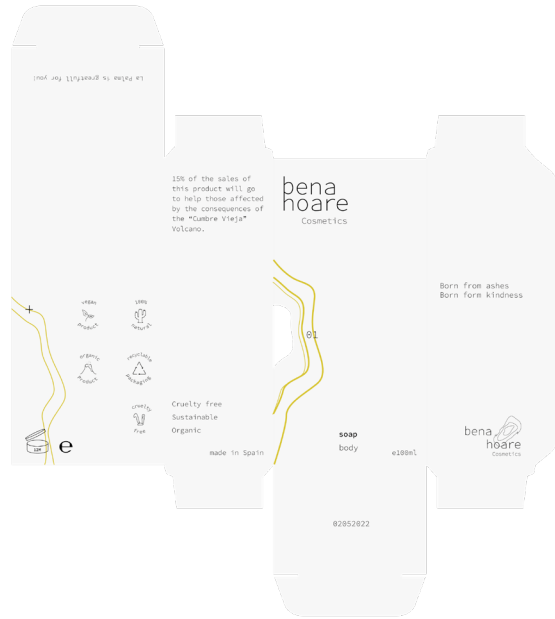 La Palma is greatfull for you!
15% of the sales of
this product will go
to help those affected
by the consequences of
the “Cumbre Vieja”
Volcano.
bena
hoare
Cosmetics
Born from ashes
Born form kindness
vegan
product
100%
natural
organic
product
recyclable
packaging
cruelty
free
01
Cruelty free
Sustainable
Organic
made in Spain
soap
body
e100ml
bena
hoare
Cosmetics
12M
e
02052022